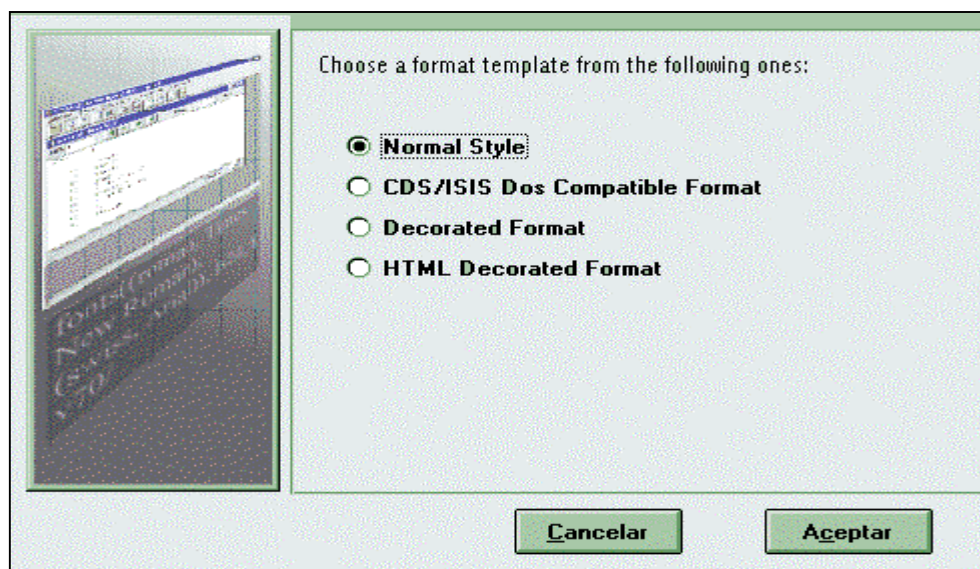 Choose a format template from the following ones:
Normal Style
CDS/ISIS Dos Compatible Format
Decorated Format
HTML Decorated Format
Cancelar
Aceptar